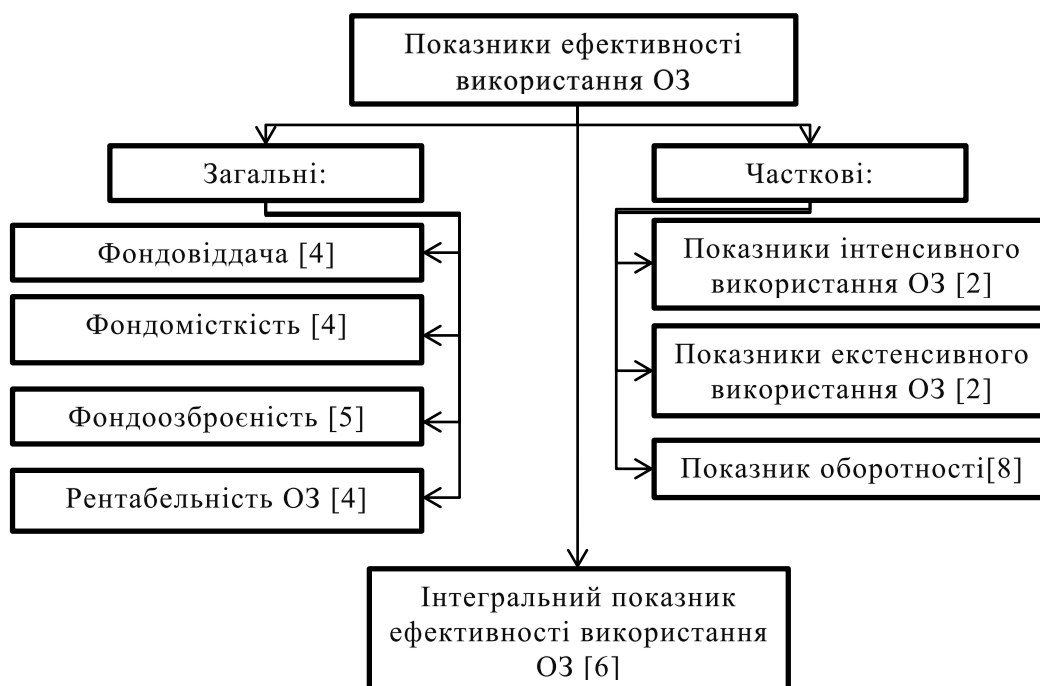 Показники ефективності
використання ОЗ
Загальні:
Фондовіддача [4]
Фондомісткість [4]
Фондоозброєність [5]
Рентабельність ОЗ [4]
Часткові:
Показники інтенсивного
використання ОЗ [2]
Показники екстенсивного
використання ОЗ [2]
Показник оборотності[8]
Інтегральний показник
ефективності використання
ОЗ [6]